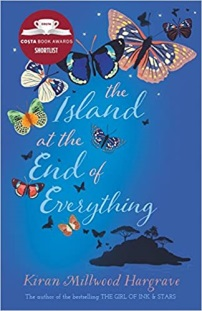 COSTA
COSTA BOOK AWARDS
SHORTLIST
the
Island
at the
End of
Everything
Kiran Millwood Hargrave
The author of the bestselling THE GIRL OF INK & STARS